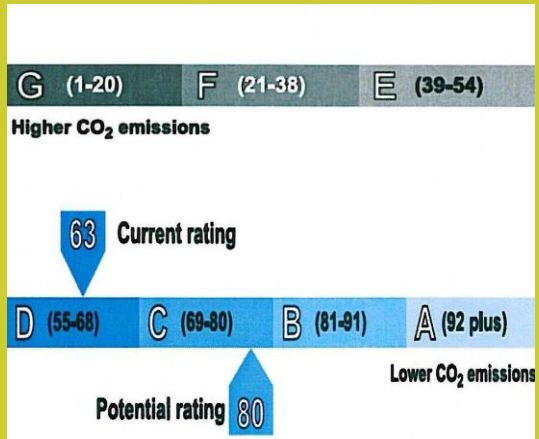 G (1-20) F (21-38) E (39-54)
Higher CO₂ emissions
63 Current rating
D (55-68) C (69-80) B (81-91) A (92 plus)
Lower CO₂ emissions
Potential rating 80